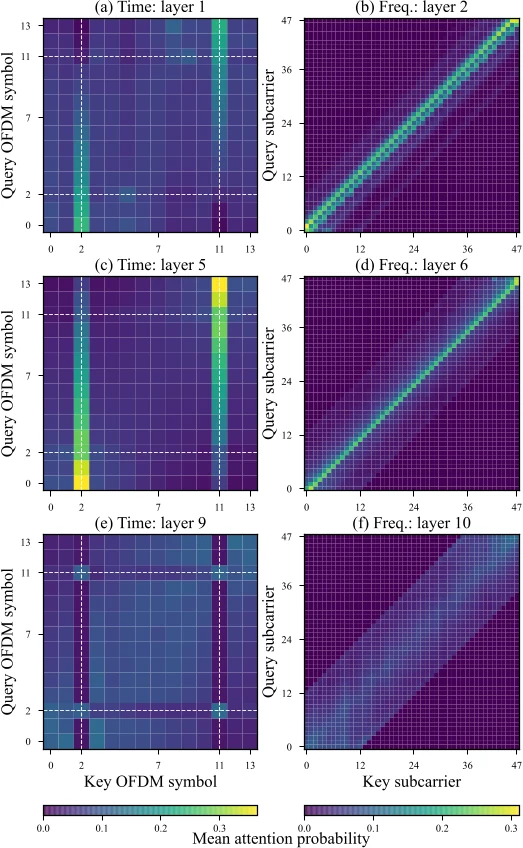 (a) Time: layer 1
(b) Freq.: layer 2
Query OFDM symbol
13
11
7
2
0
0 2 7 11 13
Query subcarrier
47
36
24
12
0
0 12 24 36 47
(c) Time: layer 5
(d) Freq.: layer 6
Query OFDM symbol
13
11
7
2
0
0 2 7 11 13
Query subcarrier
47
36
24
12
0
0 12 24 36 47
(e) Time: layer 9
(f) Freq.: layer 10
Query OFDM symbol
13
11
7
2
0
0 2 7 11 13
Key OFDM symbol
Query subcarrier
47
36
24
12
0
0 12 24 36 47
Key subcarrier
0.0 0.1 0.2 0.3
0.0 0.1 0.2 0.3
Mean attention probability